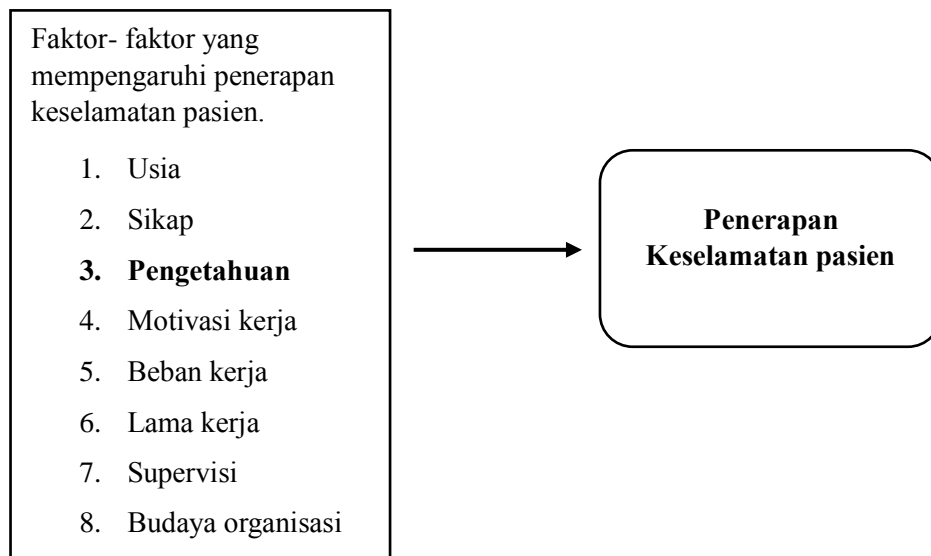 Faktor- faktor yang
mempengaruhi penerapan
keselamatan pasien.
1. Usia
2. Sikap
3. Pengetahuan
4. Motivasi kerja
5. Beban kerja
6. Lama kerja
7. Supervisi
8. Budaya organisasi
Penerapan
Keselamatan pasien